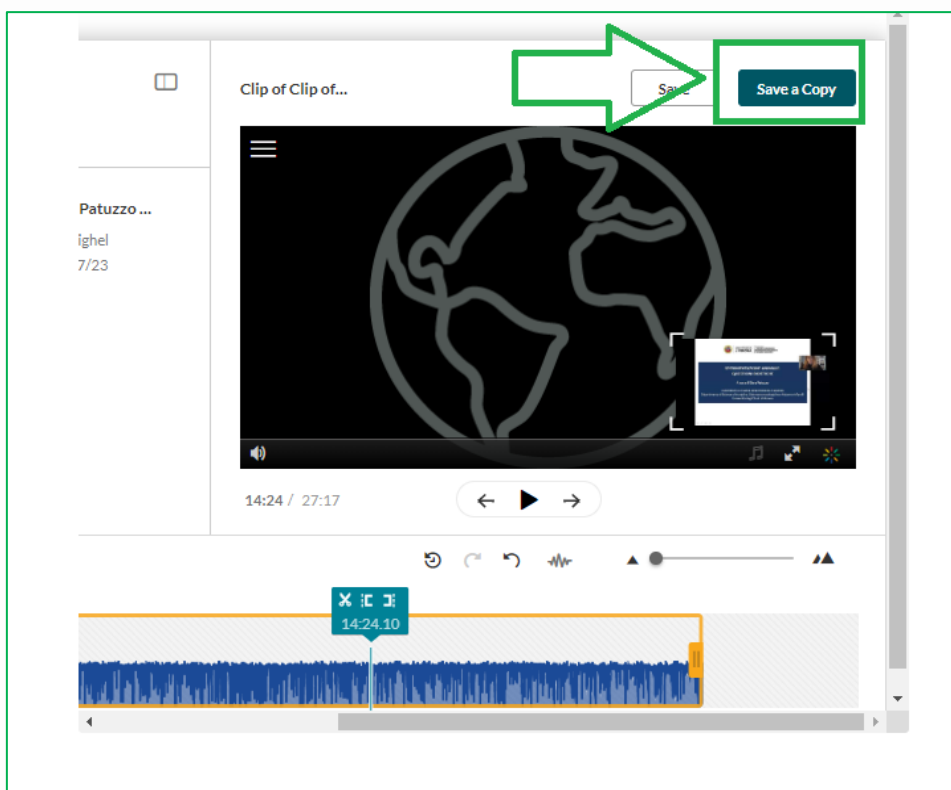 Clip of Clip of...
Save a Copy
Patuzzo ...
ighel
7/23
14:24 / 27:17
14:24.10